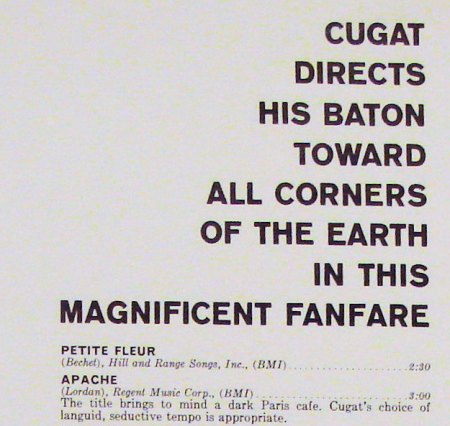 CUGAT
DIRECTS
HIS BATON
TOWARD
ALL CORNERS
OF THE EARTH
IN THIS
MAGNIFICENT FANFARE
PETITE FLEUR
(Bechet), Hill and Range Songs, Inc., (BMI) .......................... 2:30
APACHE
(Lordan), Regent Music Corp., (BMI) .............................. 3:00
The title brings to mind a dark Paris cafe. Cugat's choice of
languid, seductive tempo is appropriate.